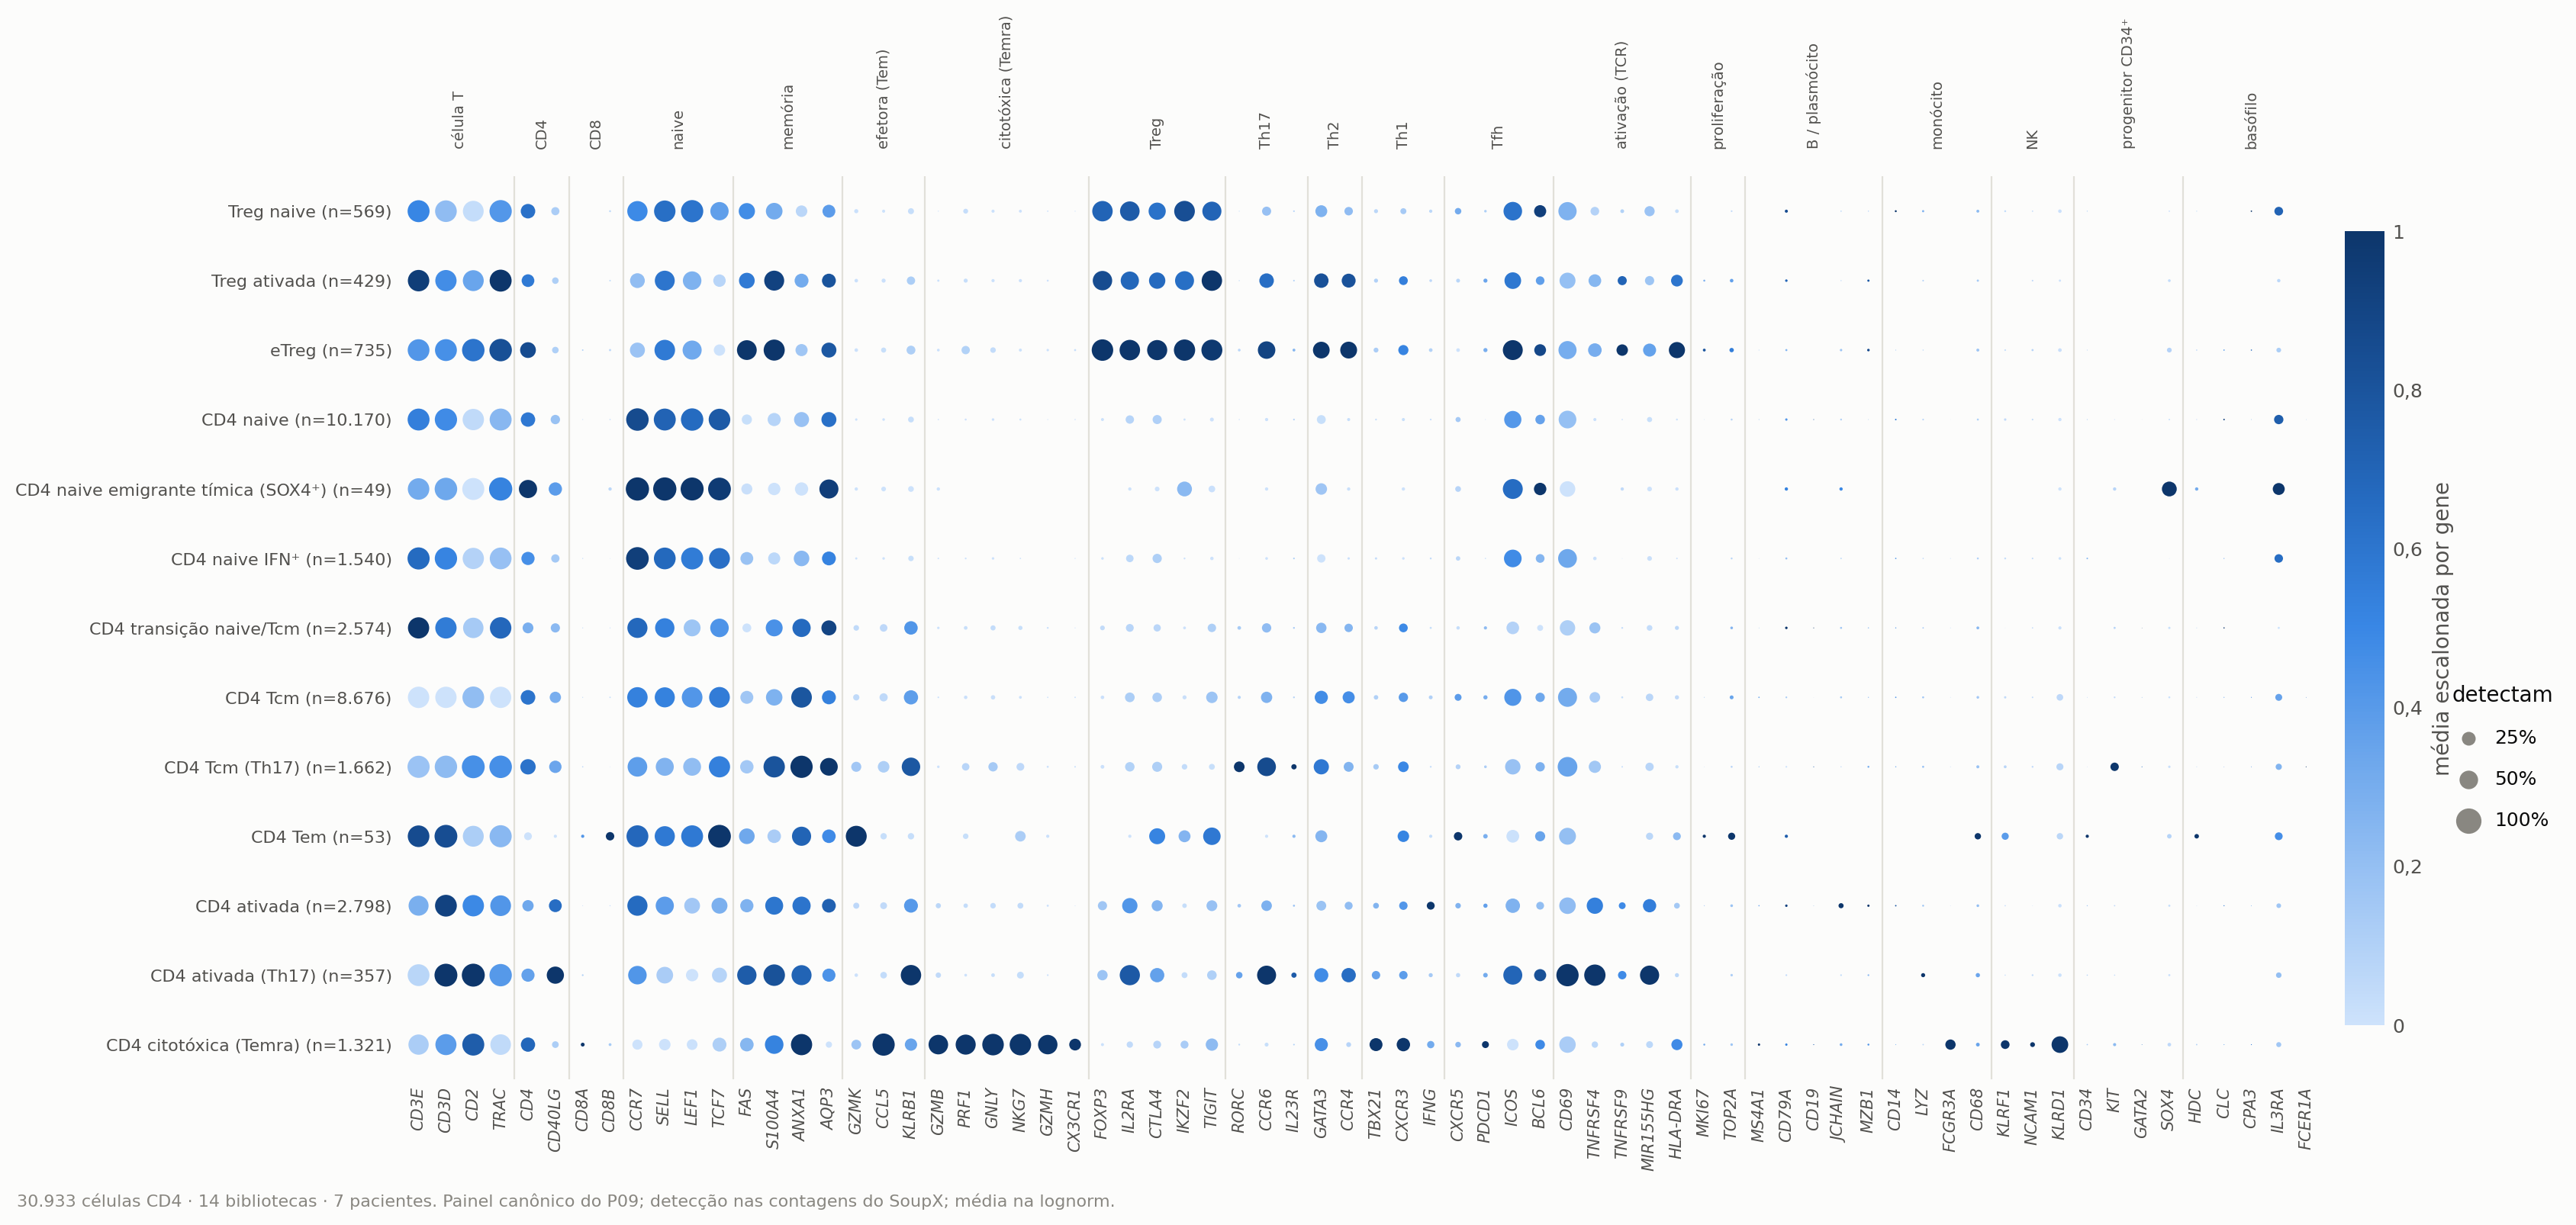 célula T
CD4
CD8
naive
memória
efetora (Tem)
citotóxica (Temra)
Treg
Th17
Th2
Th1
Tfh
ativação (TCR)
proliferação
B / plasmócito
monócito
NK
progenitor CD34⁺
basófilo
Treg naive (n=569)
Treg ativada (n=429)
eTreg (n=735)
CD4 naive (n=10.170)
CD4 naive emigrante tímica (SOX4⁺) (n=49)
CD4 naive IFN⁺ (n=1.540)
CD4 transição naive/Tcm (n=2.574)
CD4 Tcm (n=8.676)
CD4 Tcm (Th17) (n=1.662)
CD4 Tem (n=53)
CD4 ativada (n=2.798)
CD4 ativada (Th17) (n=357)
CD4 citotóxica (Temra) (n=1.321)
CD3E
CD3D
CD2
TRAC
CD4
CD40LG
CD8A
CD8B
CCR7
SELL
LEF1
TCF7
FAS
S100A4
ANXA1
AQP3
GZMK
CCL5
KLRB1
GZMB
PRF1
GNLY
NKG7
GZMH
CX3CR1
FOXP3
IL2RA
CTLA4
IKZF2
TIGIT
RORC
CCR6
IL23R
GATA3
CCR4
TBX21
CXCR3
IFNG
CXCR5
PDCD1
ICOS
BCL6
CD69
TNFRSF4
TNFRSF9
MIR155HG
HLA-DRA
MKI67
TOP2A
MS4A1
CD79A
CD19
JCHAIN
MZB1
CD14
LYZ
FCGR3A
CD68
KLRF1
NCAM1
KLRD1
CD34
KIT
GATA2
SOX4
HDC
CLC
CPA3
IL3RA
FCER1A
1
0,8
0,6
0,4
0,2
0
média escalonada por gene
detectam
25%
50%
100%
30.933 células CD4 · 14 bibliotecas · 7 pacientes. Painel canônico do P09; detecção nas contagens do SoupX; média na lognorm.